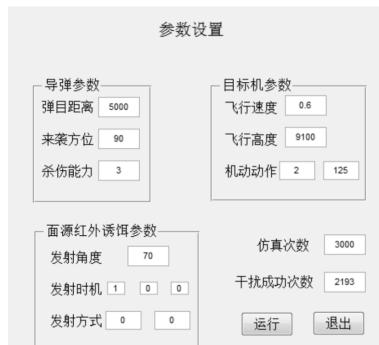 参数设置
导弹参数
弹目距离 5000
来袭方位 90
杀伤能力 3
目标机参数
飞行速度 0.6
飞行高度 9100
机动动作 2 125
面源红外诱饵参数
发射角度 70
发射时机 1 0 0
发射方式 0 0
仿真次数 3000
干扰成功次数 2193
运行 退出